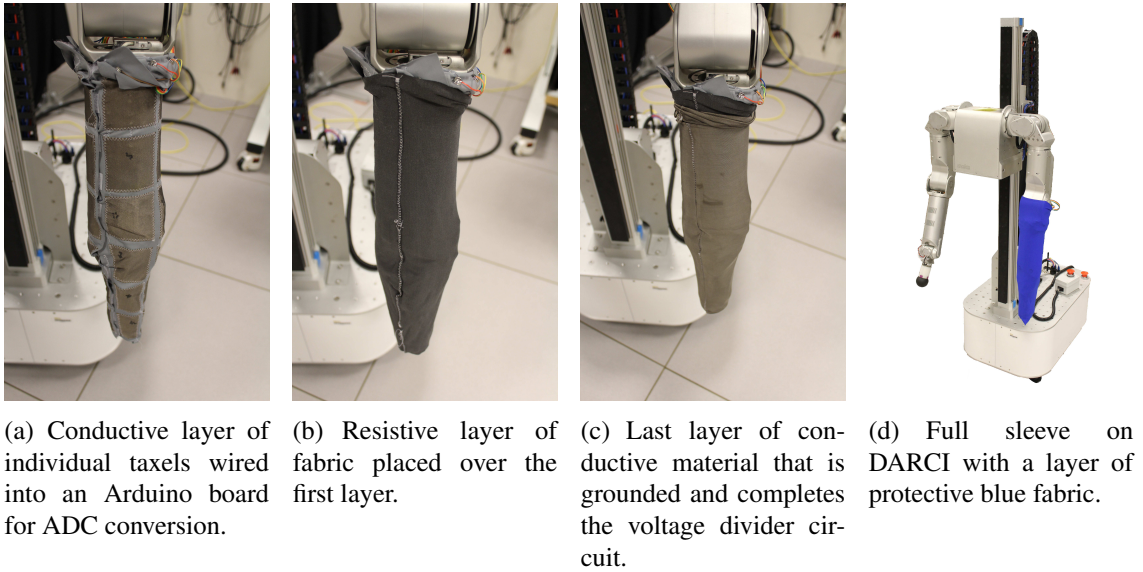 (a) Conductive layer of
individual taxels wired
into an Arduino board
for ADC conversion.
(b) Resistive layer of
fabric placed over the
first layer.
(c) Last layer of con-
ductive material that is
grounded and completes
the voltage divider cir-
cuit.
(d) Full sleeve on
DARCI with a layer of
protective blue fabric.